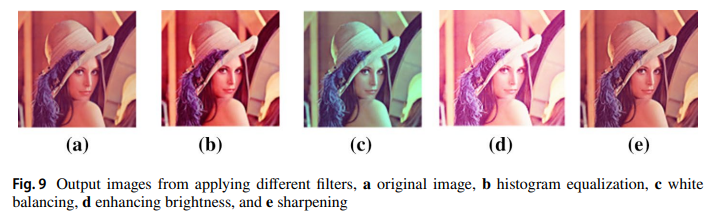 (a) (b) (c) (d) (e)
Fig. 9 Output images from applying different filters, a original image, b histogram equalization, c white
balancing, d enhancing brightness, and e sharpening